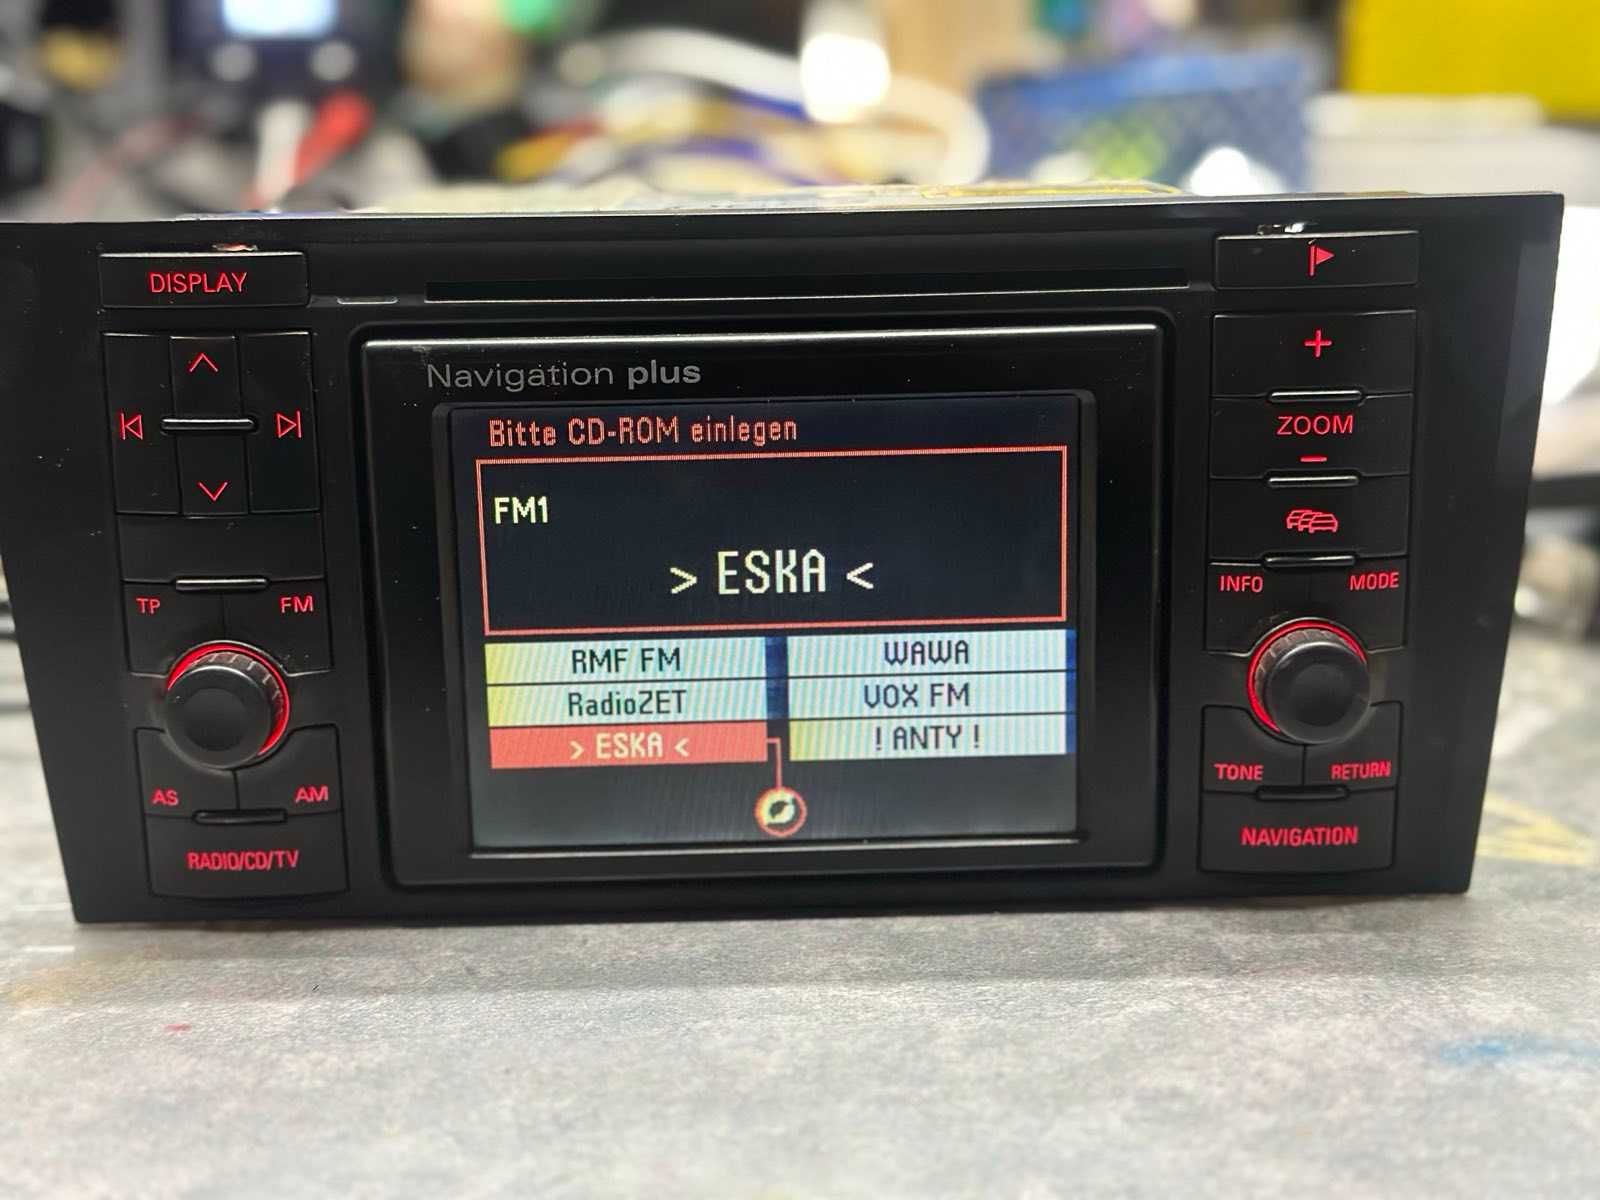 DISPLAY
Navigation plus
Bitte CD-ROM einlegen
FM1
> ESKA <
RMF FM
WAWA
RadioZET
VOX FM
> ESKA <
! ANTY !
TP
FM
AS
AM
RADIO/CD/TV
+
ZOOM
−
INFO
MODE
TONE
RETURN
NAVIGATION